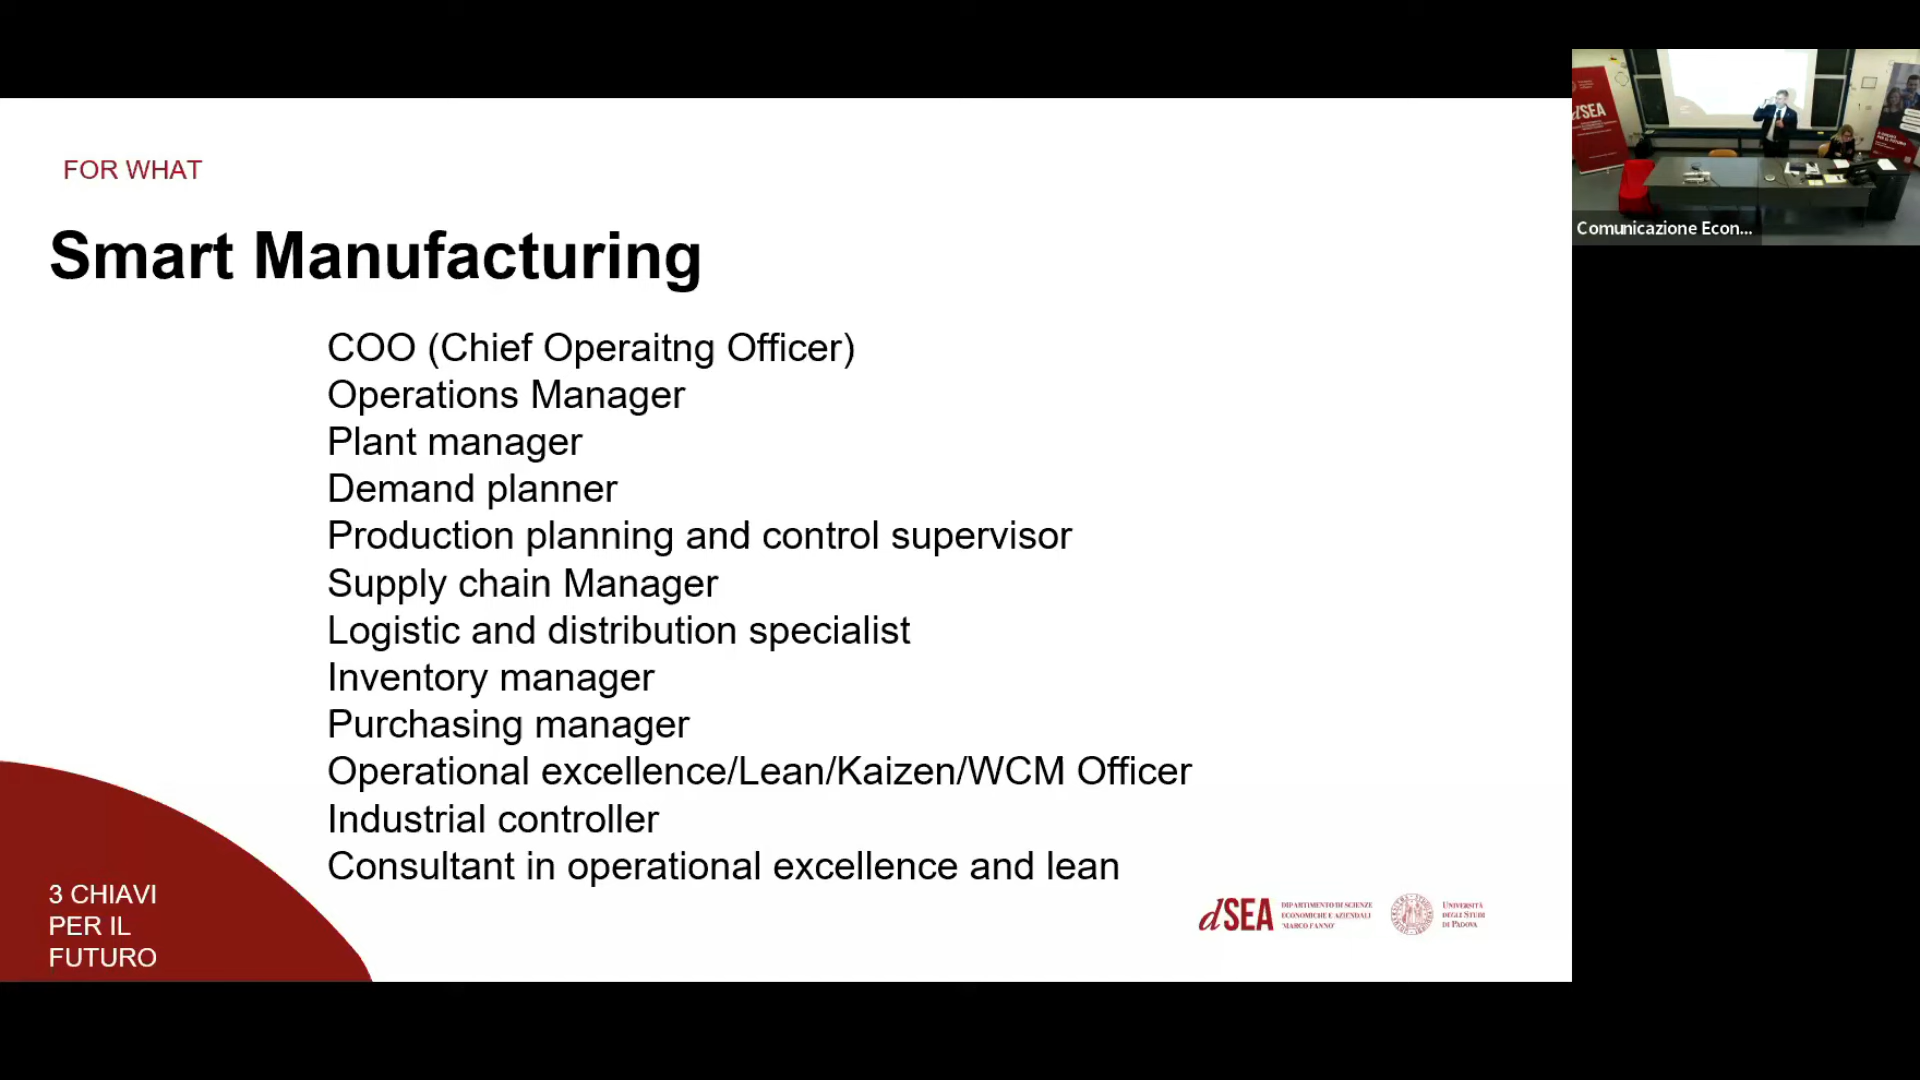 FOR WHAT
Smart Manufacturing
COO (Chief Operaitng Officer)
Operations Manager
Plant manager
Demand planner
Production planning and control supervisor
Supply chain Manager
Logistic and distribution specialist
Inventory manager
Purchasing manager
Operational excellence/Lean/Kaizen/WCM Officer
Industrial controller
Consultant in operational excellence and lean
3 CHIAVI
PER IL
FUTURO
dSEA
DIPARTIMENTO DI SCIENZE
ECONOMICHE E AZIENDALI
'MARCO FANNO'
UNIVERSITÀ
DEGLI STUDI
DI PADOVA
dSEA
Comunicazione Econ...